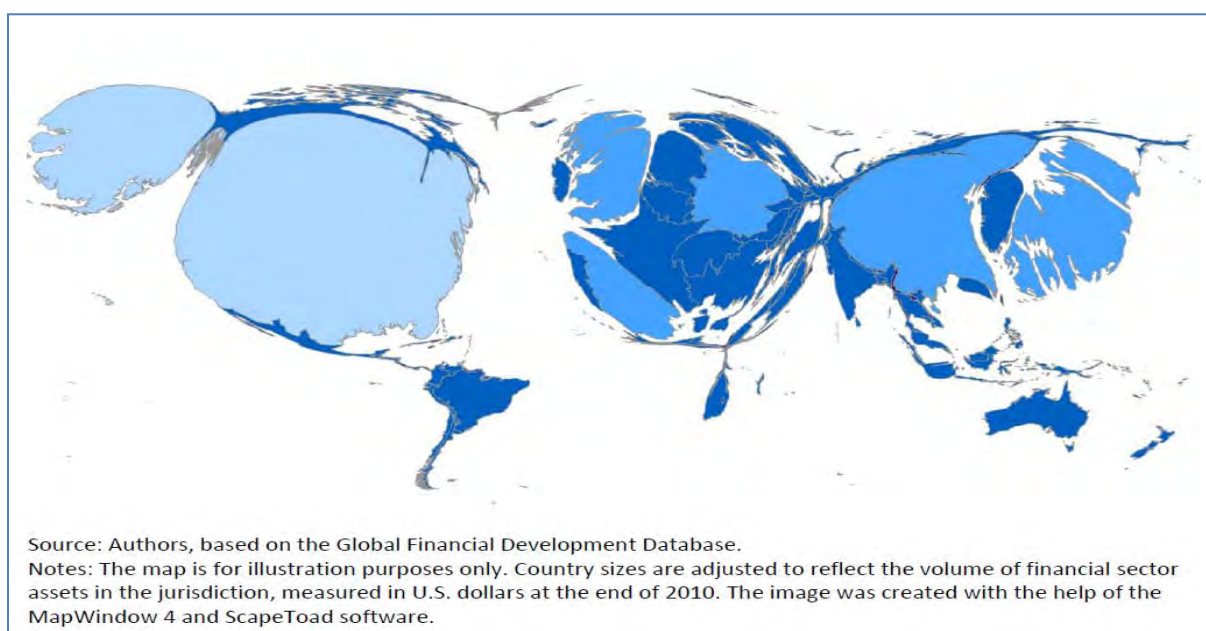 Source: Authors, based on the Global Financial Development Database.
Notes: The map is for illustration purposes only. Country sizes are adjusted to reflect the volume of financial sector
assets in the jurisdiction, measured in U.S. dollars at the end of 2010. The image was created with the help of the
MapWindow 4 and ScapeToad software.